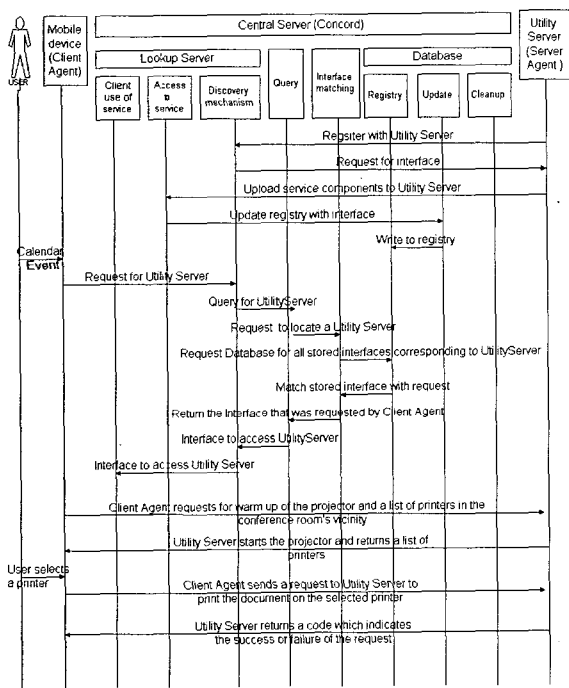 USER
Mobile
device
(Client
Agent)
Central Server (Concord)
Utility
Server
(Server
Agent )
Lookup Server
Client
use of
service
Access
to
service
Discovery
mechanism
Query
Interface
matching
Database
Registry
Update
Cleanup
Regsiter with Utility Server
Request for interface
Upload service components to Utility Server
Update registry with interface
Write to registry
Calendar
Event
Request for Utility Server
Query for UtilityServer
Request to locate a Utility Server
Request Database for all stored interfaces corresponding to UtilityServer
Match stored interface with request
Return the Interface that was requested by Client Agent
Interface to access UtilityServer
Interface to access Utility Server
Client Agent requests for warm up of the projector and a list of printers in the
conference room's vicinity
Utility Server starts the projector and returns a list of
printers
User selects
a printer
Client Agent sends a request to Utility Server to
print the document on the selected printer
Utility Server returns a code which indicates
the success or failure of the request